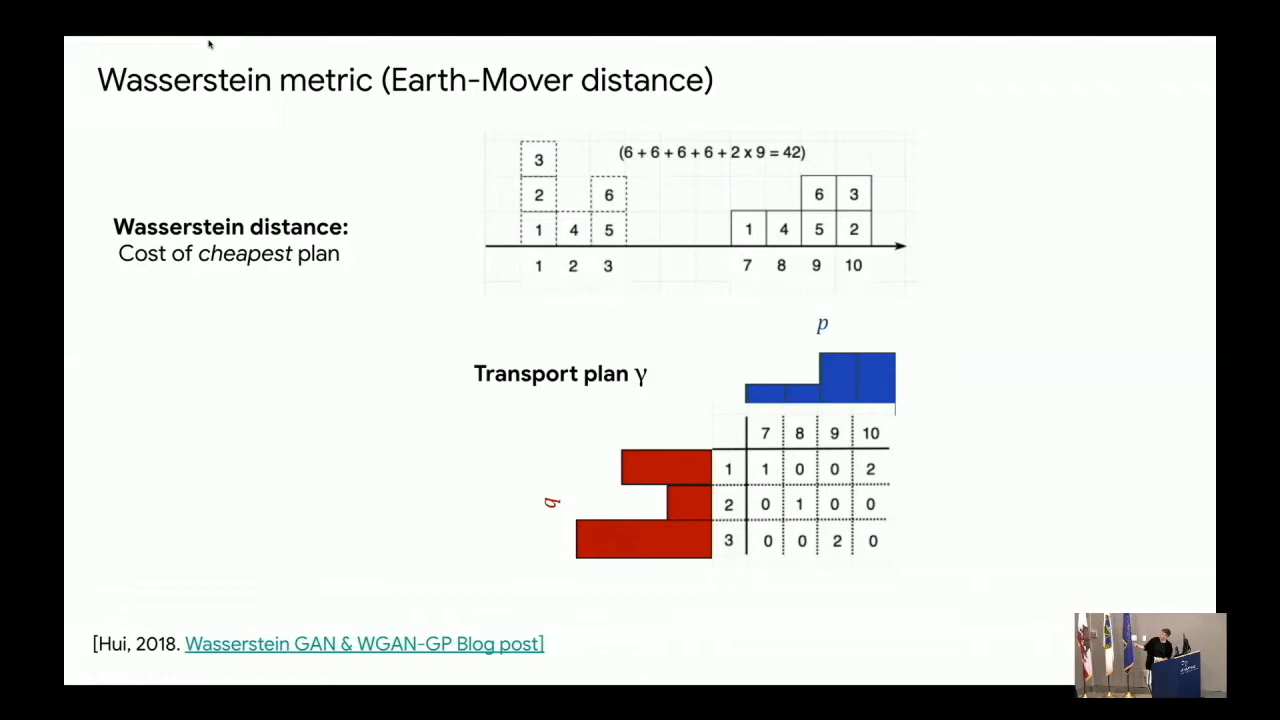 Wasserstein metric (Earth-Mover distance)
(6 + 6 + 6 + 6 + 2 x 9 = 42)
3
2 6 6 3
1 4 5 1 4 5 2
1 2 3 7 8 9 10
Wasserstein distance:
Cost of cheapest plan
p
Transport plan γ
7 8 9 10
1 1 0 0 2
q
2 0 1 0 0
3 0 0 2 0
[Hui, 2018. Wasserstein GAN & WGAN-GP Blog post]